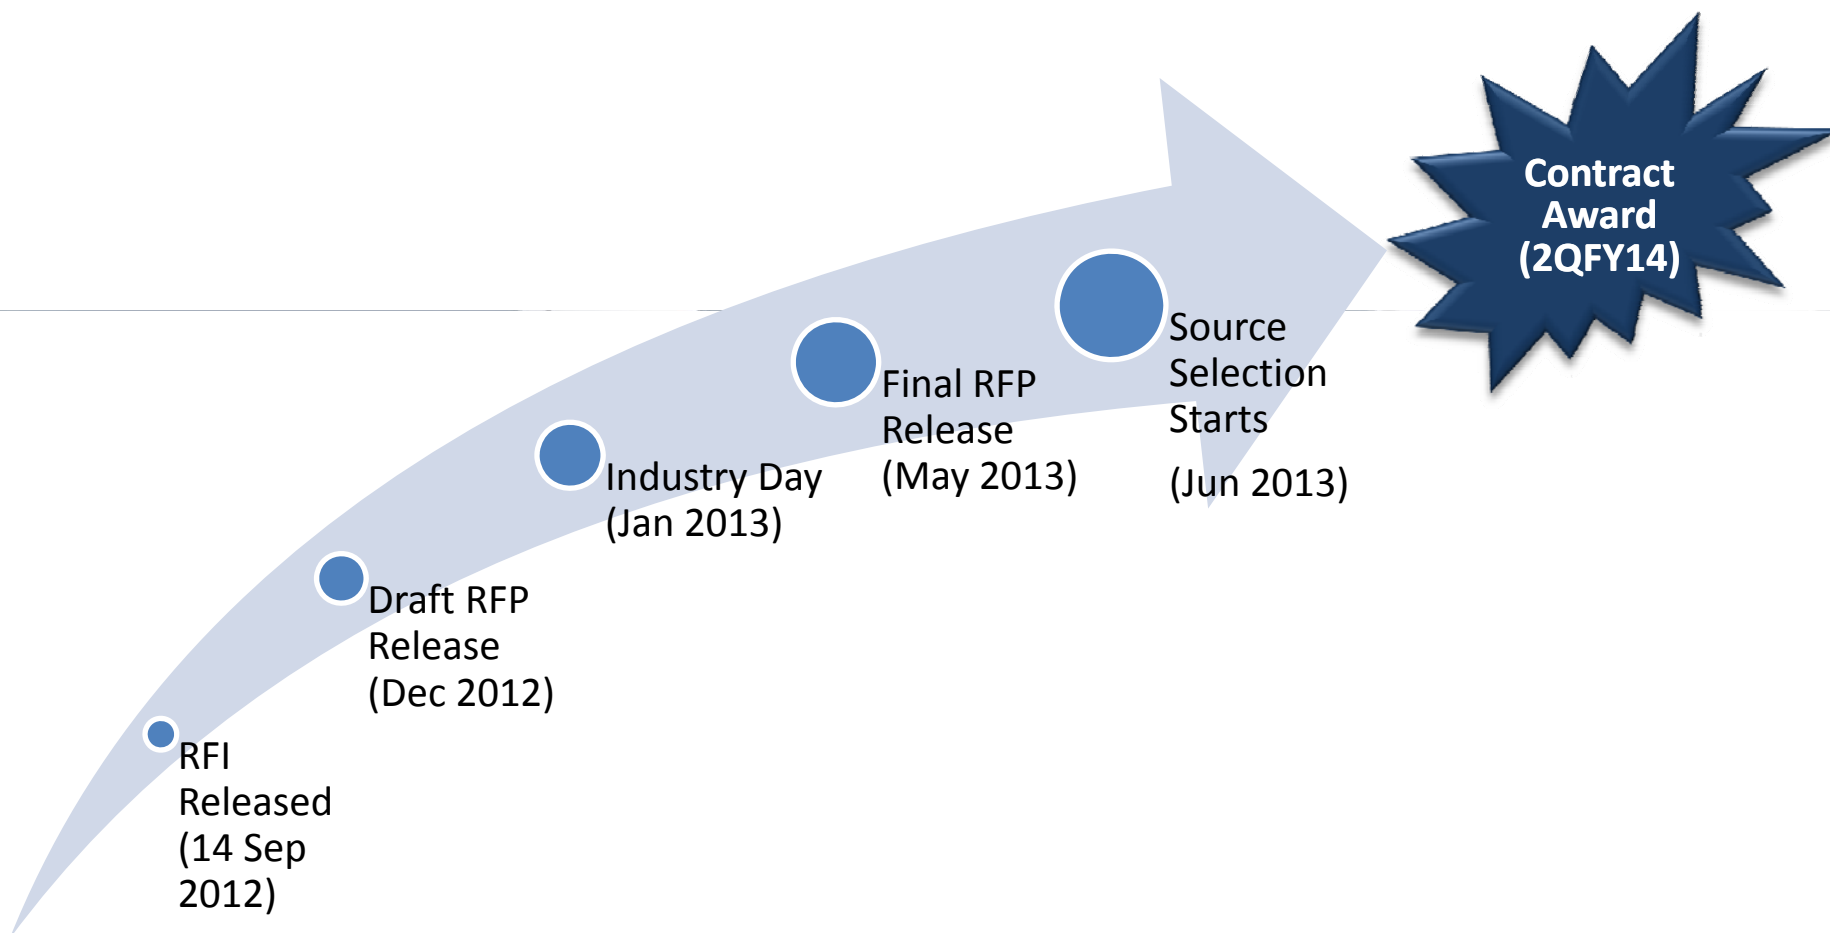 RFI
Released
(14 Sep
2012)
Draft RFP
Release
(Dec 2012)
Industry Day
(Jan 2013)
Final RFP
Release
(May 2013)
Source
Selection
Starts
(Jun 2013)
Contract
Award
(2QFY14)